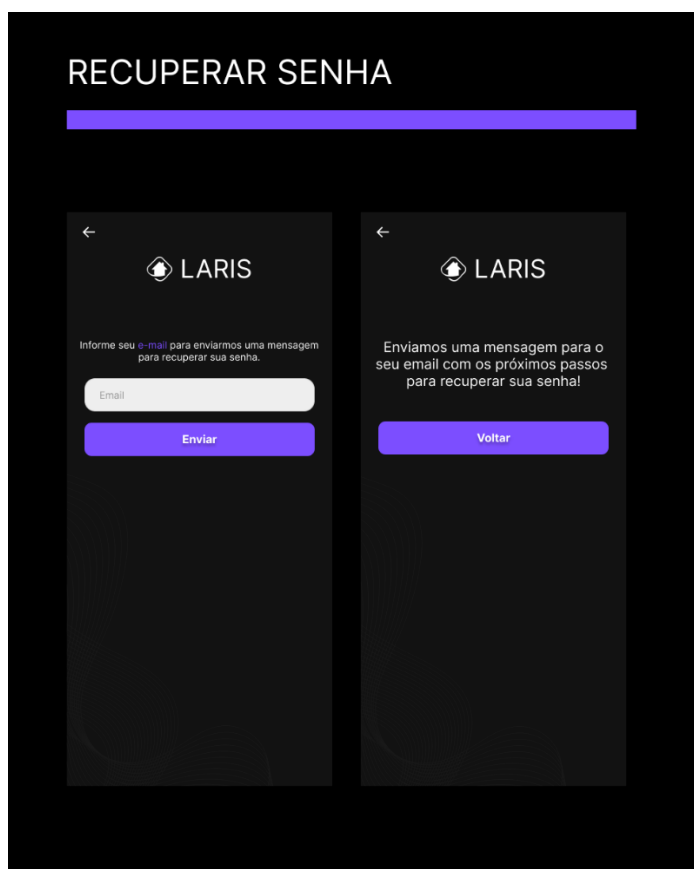 RECUPERAR SENHA
LARIS
Informe seu e-mail para enviarmos uma mensagem
para recuperar sua senha.
Email
Enviar
LARIS
Enviamos uma mensagem para o
seu email com os próximos passos
para recuperar sua senha!
Voltar